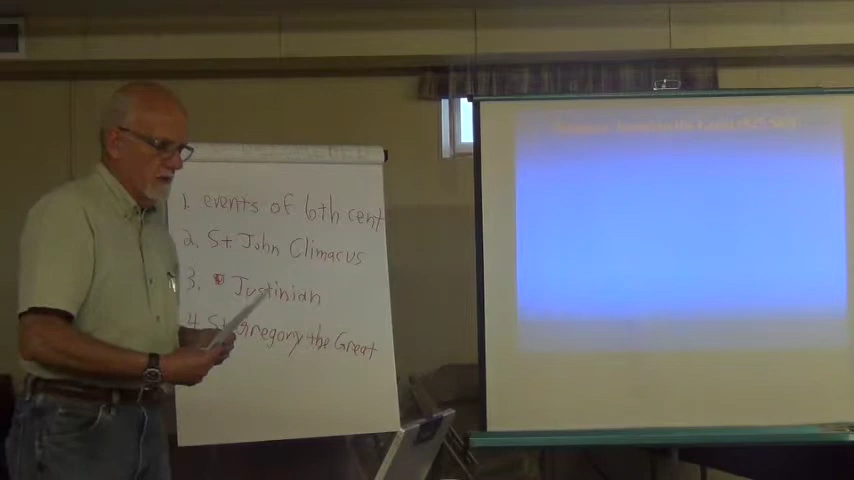 1. events of 6th cent
2. St. John Climacus
3. Justinian
4. St Gregory the Great